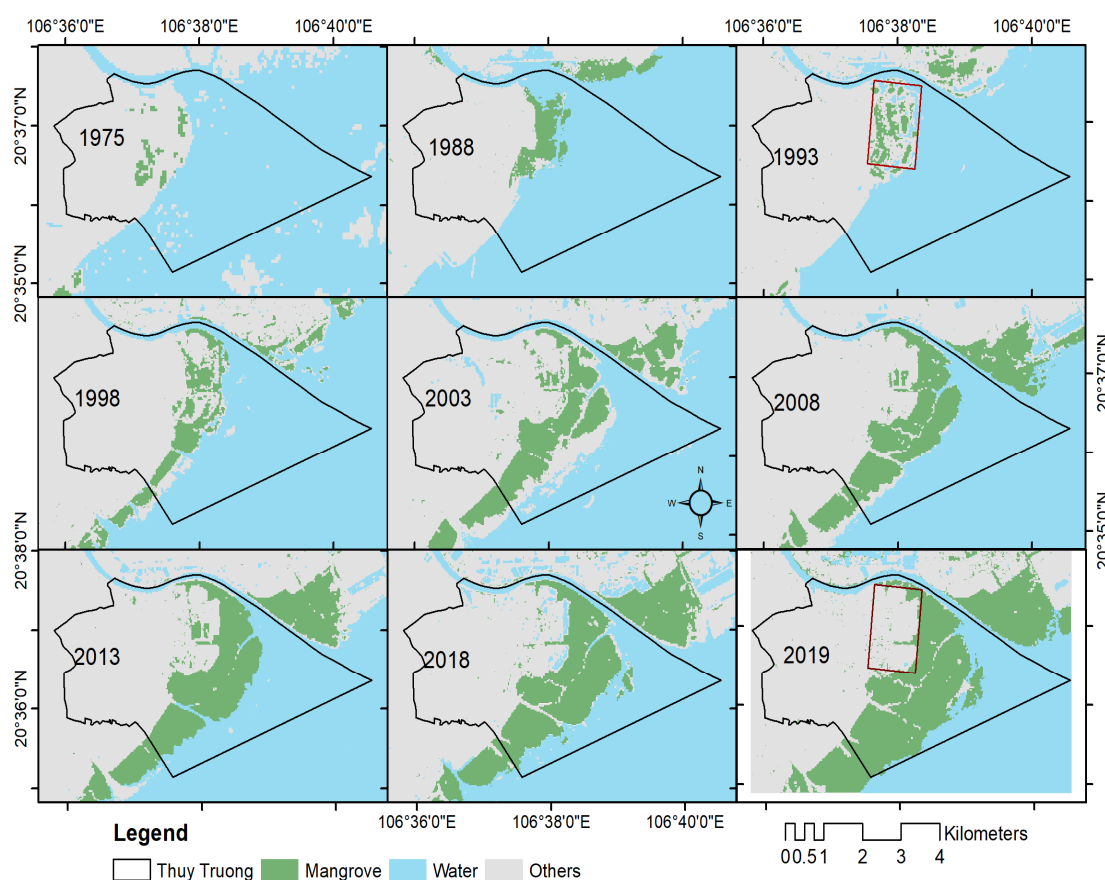 106°36'0"E 106°38'0"E 106°40'0"E
106°36'0"E 106°38'0"E 106°40'0"E
20°37'0"N
20°35'0"N
1975
1988
1993
1998
2003
2008
N
W E
S
20°37'0"N
20°35'0"N
20°38'0"N
20°36'0"N
2013
2018
2019
106°36'0"E 106°38'0"E 106°40'0"E
Legend
Thuy Truong Mangrove Water Others
Kilometers
0 0.5 1 2 3 4